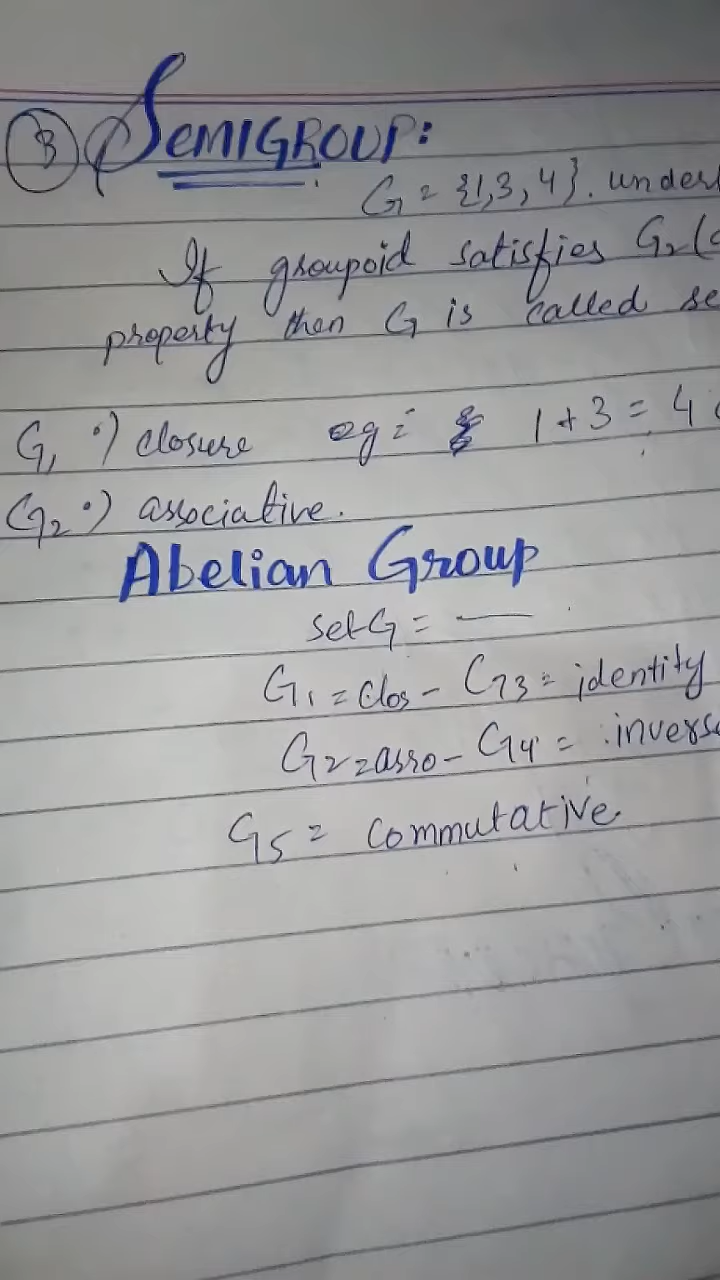 3 SEMIGROUP:
G = {1,3,4}. under
If groupoid satisfies G2 (
property then G is called se
G1 :) closure eg: 1+3=4
G2 :) associative.
Abelian Group
set G = —
G1 = clos - G3 = identity
G2 = asso - G4 = inverse
G5 = commutative.